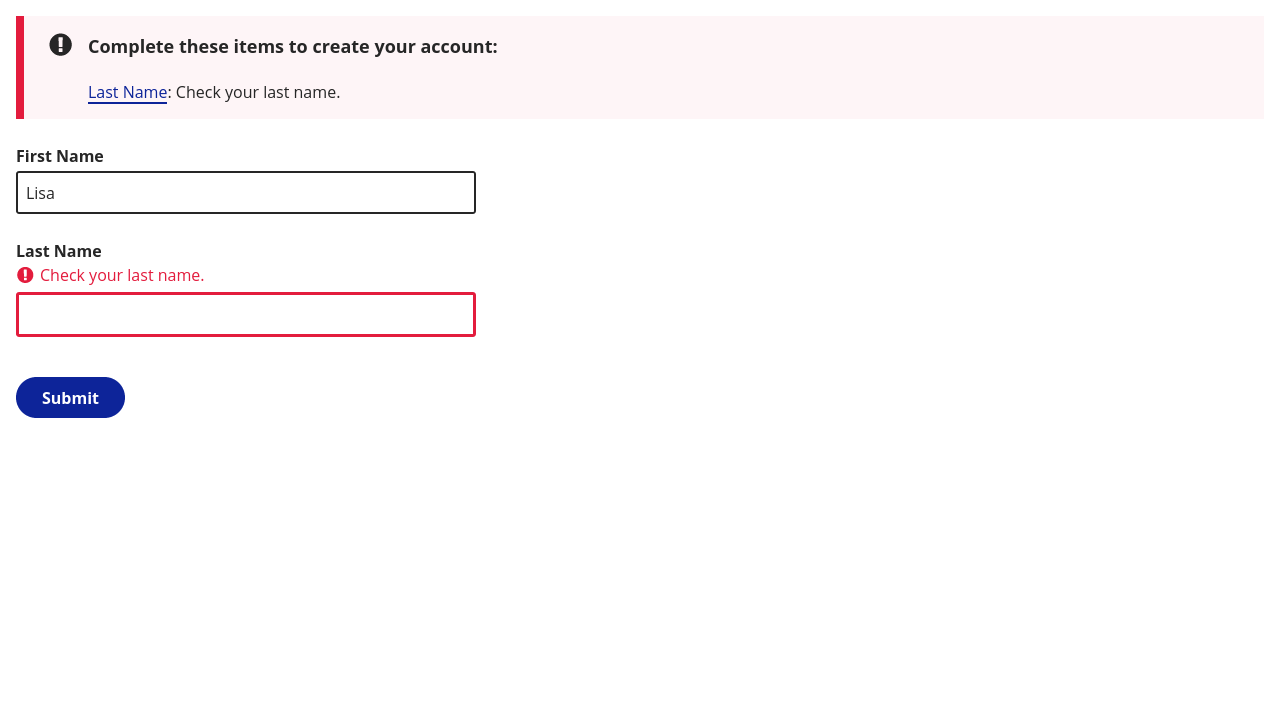 Complete these items to create your account:
Last Name: Check your last name.
First Name
Lisa
Last Name
Check your last name.
Submit